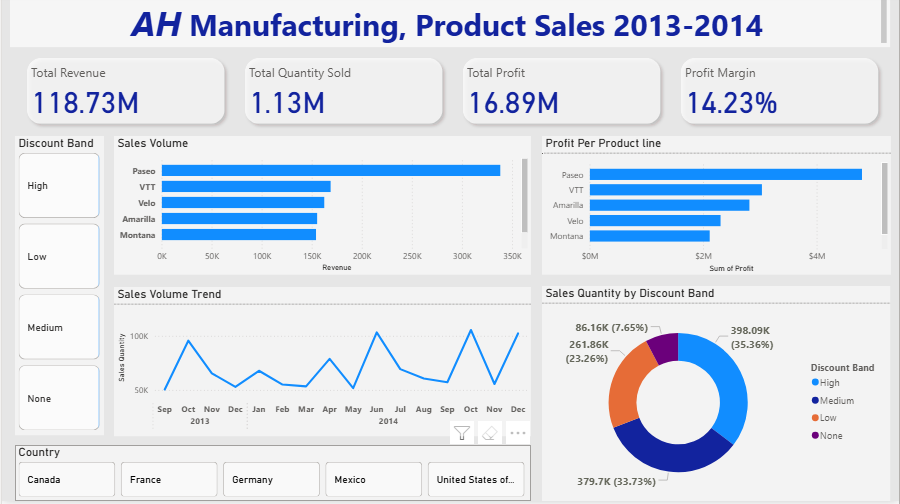 AH Manufacturing, Product Sales 2013-2014
Total Revenue
118.73M
Total Quantity Sold
1.13M
Total Profit
16.89M
Profit Margin
14.23%
Discount Band
High
Low
Medium
None
Sales Volume
Paseo
VTT
Velo
Amarilla
Montana
0K 50K 100K 150K 200K 250K 300K 350K
Revenue
Profit Per Product line
Paseo
VTT
Amarilla
Velo
Montana
$0M $2M $4M
Sum of Profit
Sales Volume Trend
Sales Quantity
100K
50K
Sep Oct Nov Dec Jan Feb Mar Apr May Jun Jul Aug Sep Oct Nov Dec
2013 2014
Sales Quantity by Discount Band
86.16K (7.65%)
261.86K
(23.26%)
398.09K
(35.36%)
379.7K (33.73%)
Discount Band
High
Medium
Low
None
Country
Canada
France
Germany
Mexico
United States of...